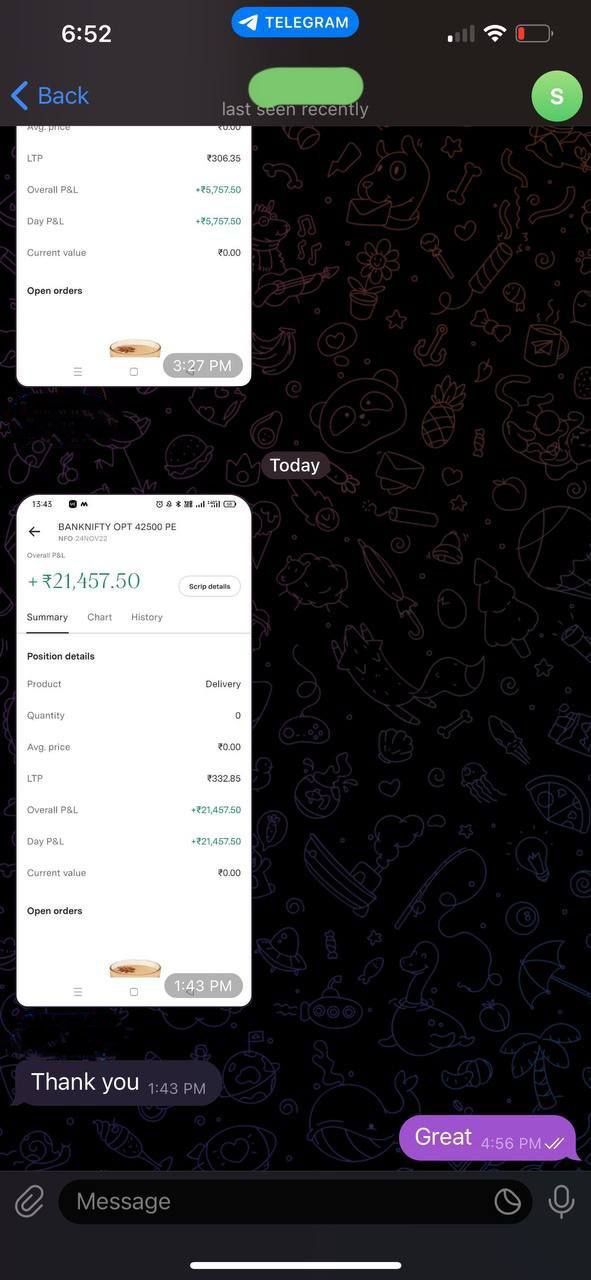 6:52
TELEGRAM
Back
last seen recently
S
Avg. price ₹0.00
LTP ₹306.35
Overall P&L +₹5,757.50
Day P&L +₹5,757.50
Current value ₹0.00
Open orders
3:27 PM
Today
13:43
BANKNIFTY OPT 42500 PE
NFO 24NOV22
Overall P&L
+₹21,457.50
Scrip details
Summary Chart History
Position details
Product Delivery
Quantity 0
Avg. price ₹0.00
LTP ₹332.85
Overall P&L +₹21,457.50
Day P&L +₹21,457.50
Current value ₹0.00
Open orders
1:43 PM
Thank you 1:43 PM
Great 4:56 PM
Message